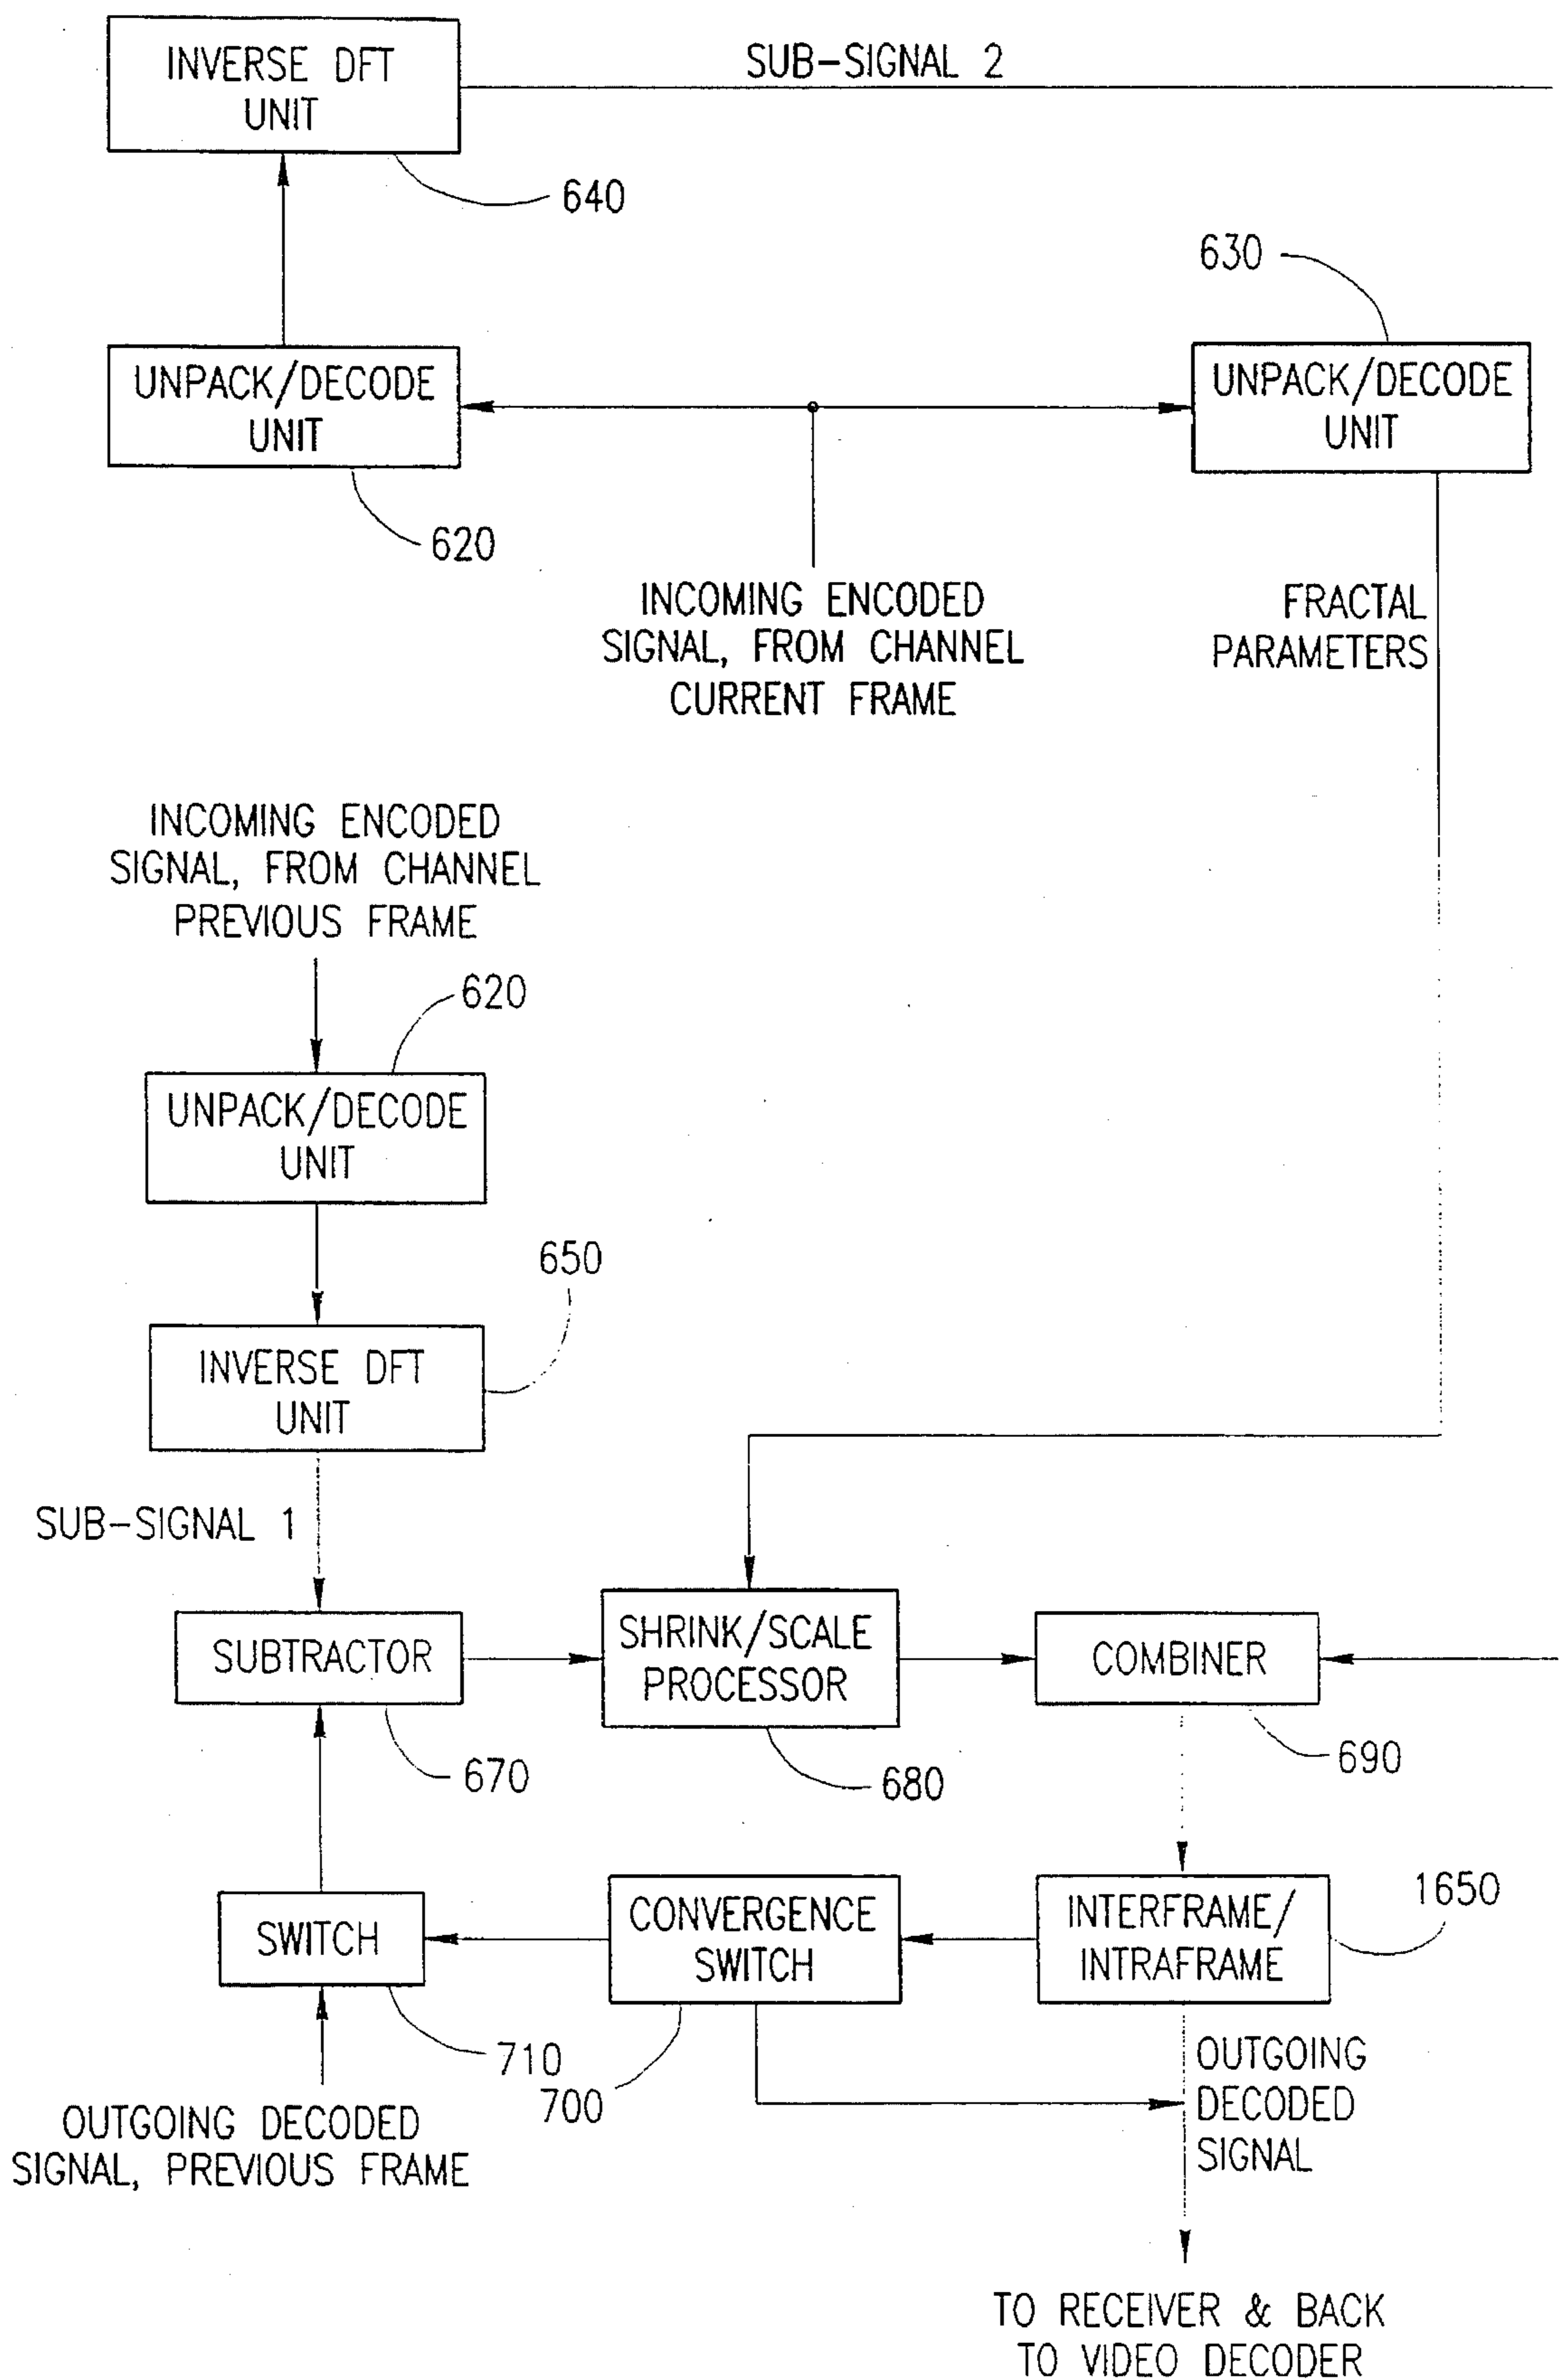 INVERSE DFT
UNIT
SUB-SIGNAL 2
640
630
UNPACK/DECODE
UNIT
UNPACK/DECODE
UNIT
620
INCOMING ENCODED
SIGNAL, FROM CHANNEL
CURRENT FRAME
FRACTAL
PARAMETERS
INCOMING ENCODED
SIGNAL, FROM CHANNEL
PREVIOUS FRAME
620
UNPACK/DECODE
UNIT
650
INVERSE DFT
UNIT
SUB-SIGNAL 1
SUBTRACTOR
SHRINK/SCALE
PROCESSOR
COMBINER
670
680
690
SWITCH
CONVERGENCE
SWITCH
INTERFRAME/
INTRAFRAME
1650
710
700
OUTGOING
DECODED
SIGNAL
OUTGOING DECODED
SIGNAL, PREVIOUS FRAME
TO RECEIVER & BACK
TO VIDEO DECODER